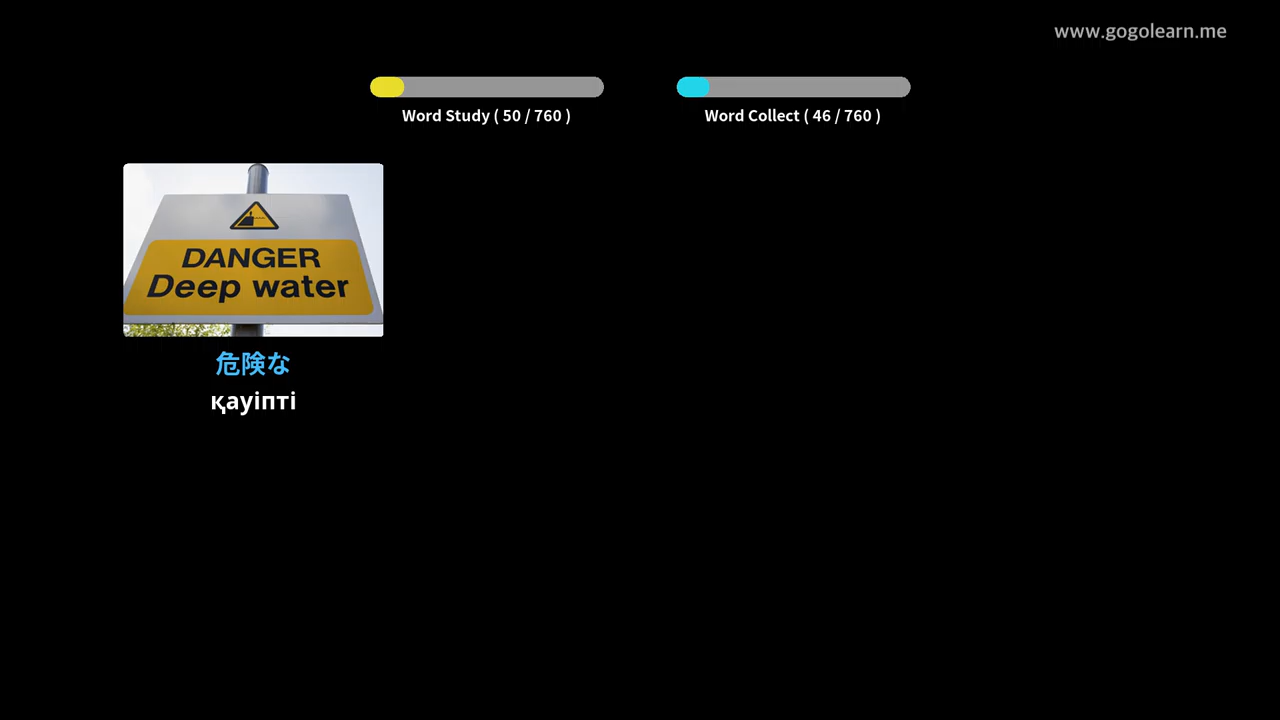 www.gogolearn.me
Word Study ( 50 / 760 )
Word Collect ( 46 / 760 )
DANGER
Deep water
危険な
қауіпті